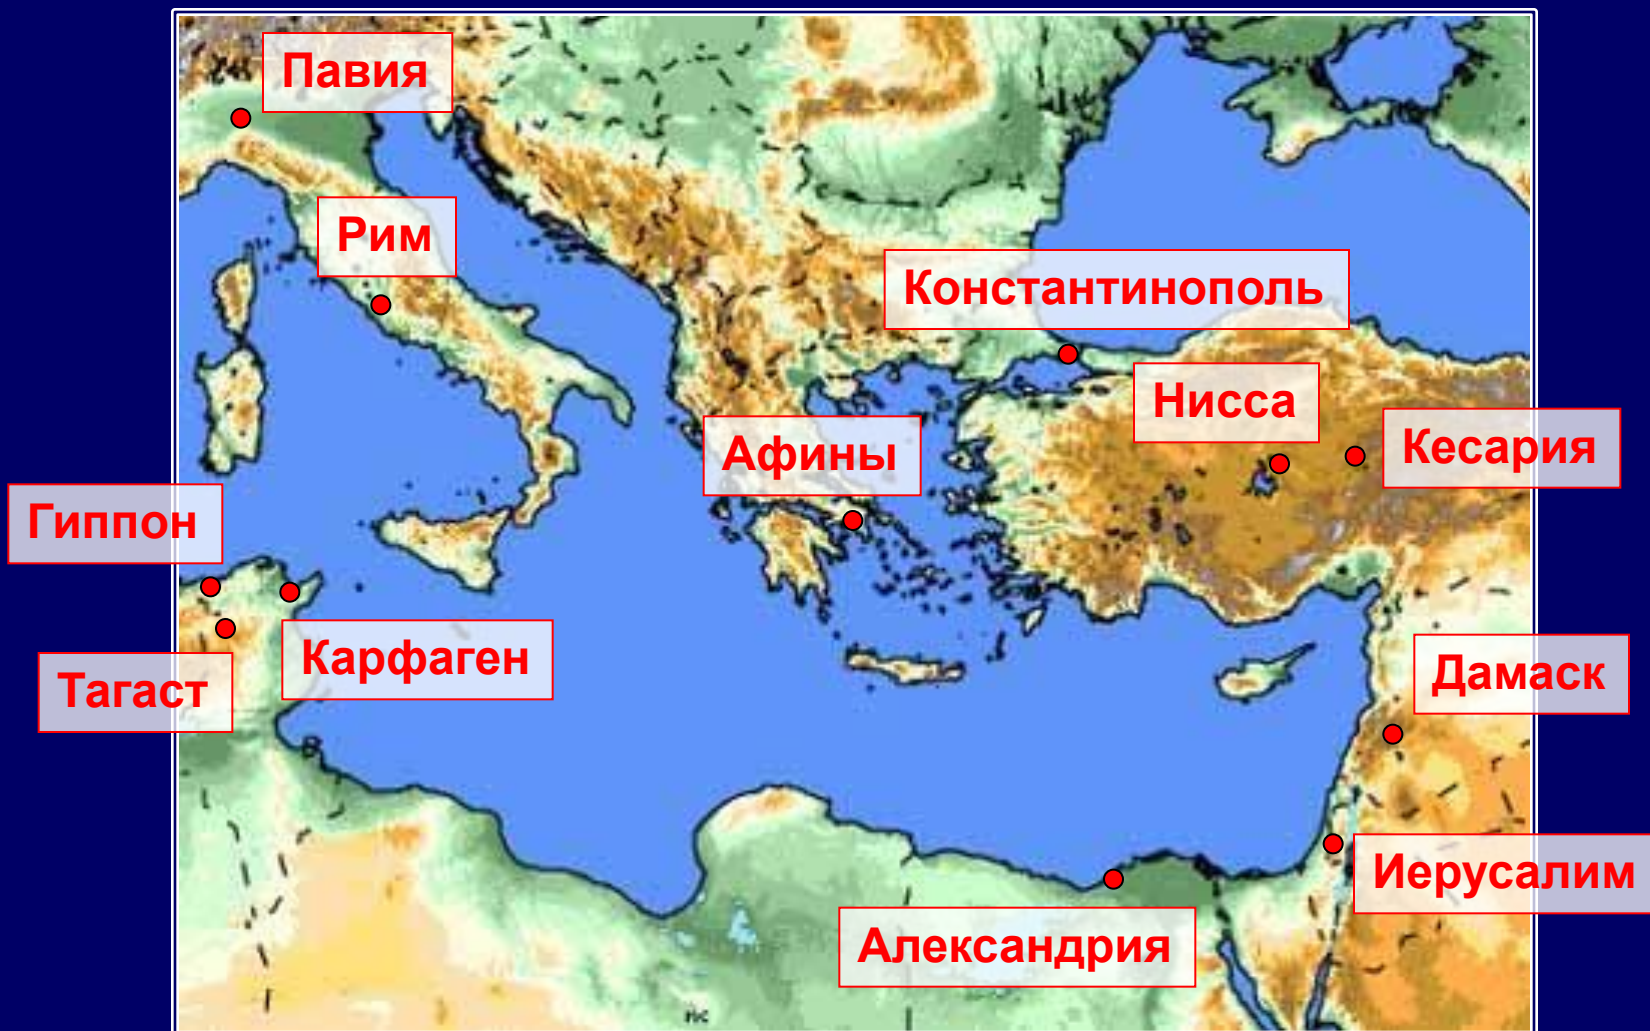 Павия
Рим
Константинополь
Нисса
Кесария
Афины
Гиппон
Карфаген
Тагаст
Дамаск
Иерусалим
Александрия